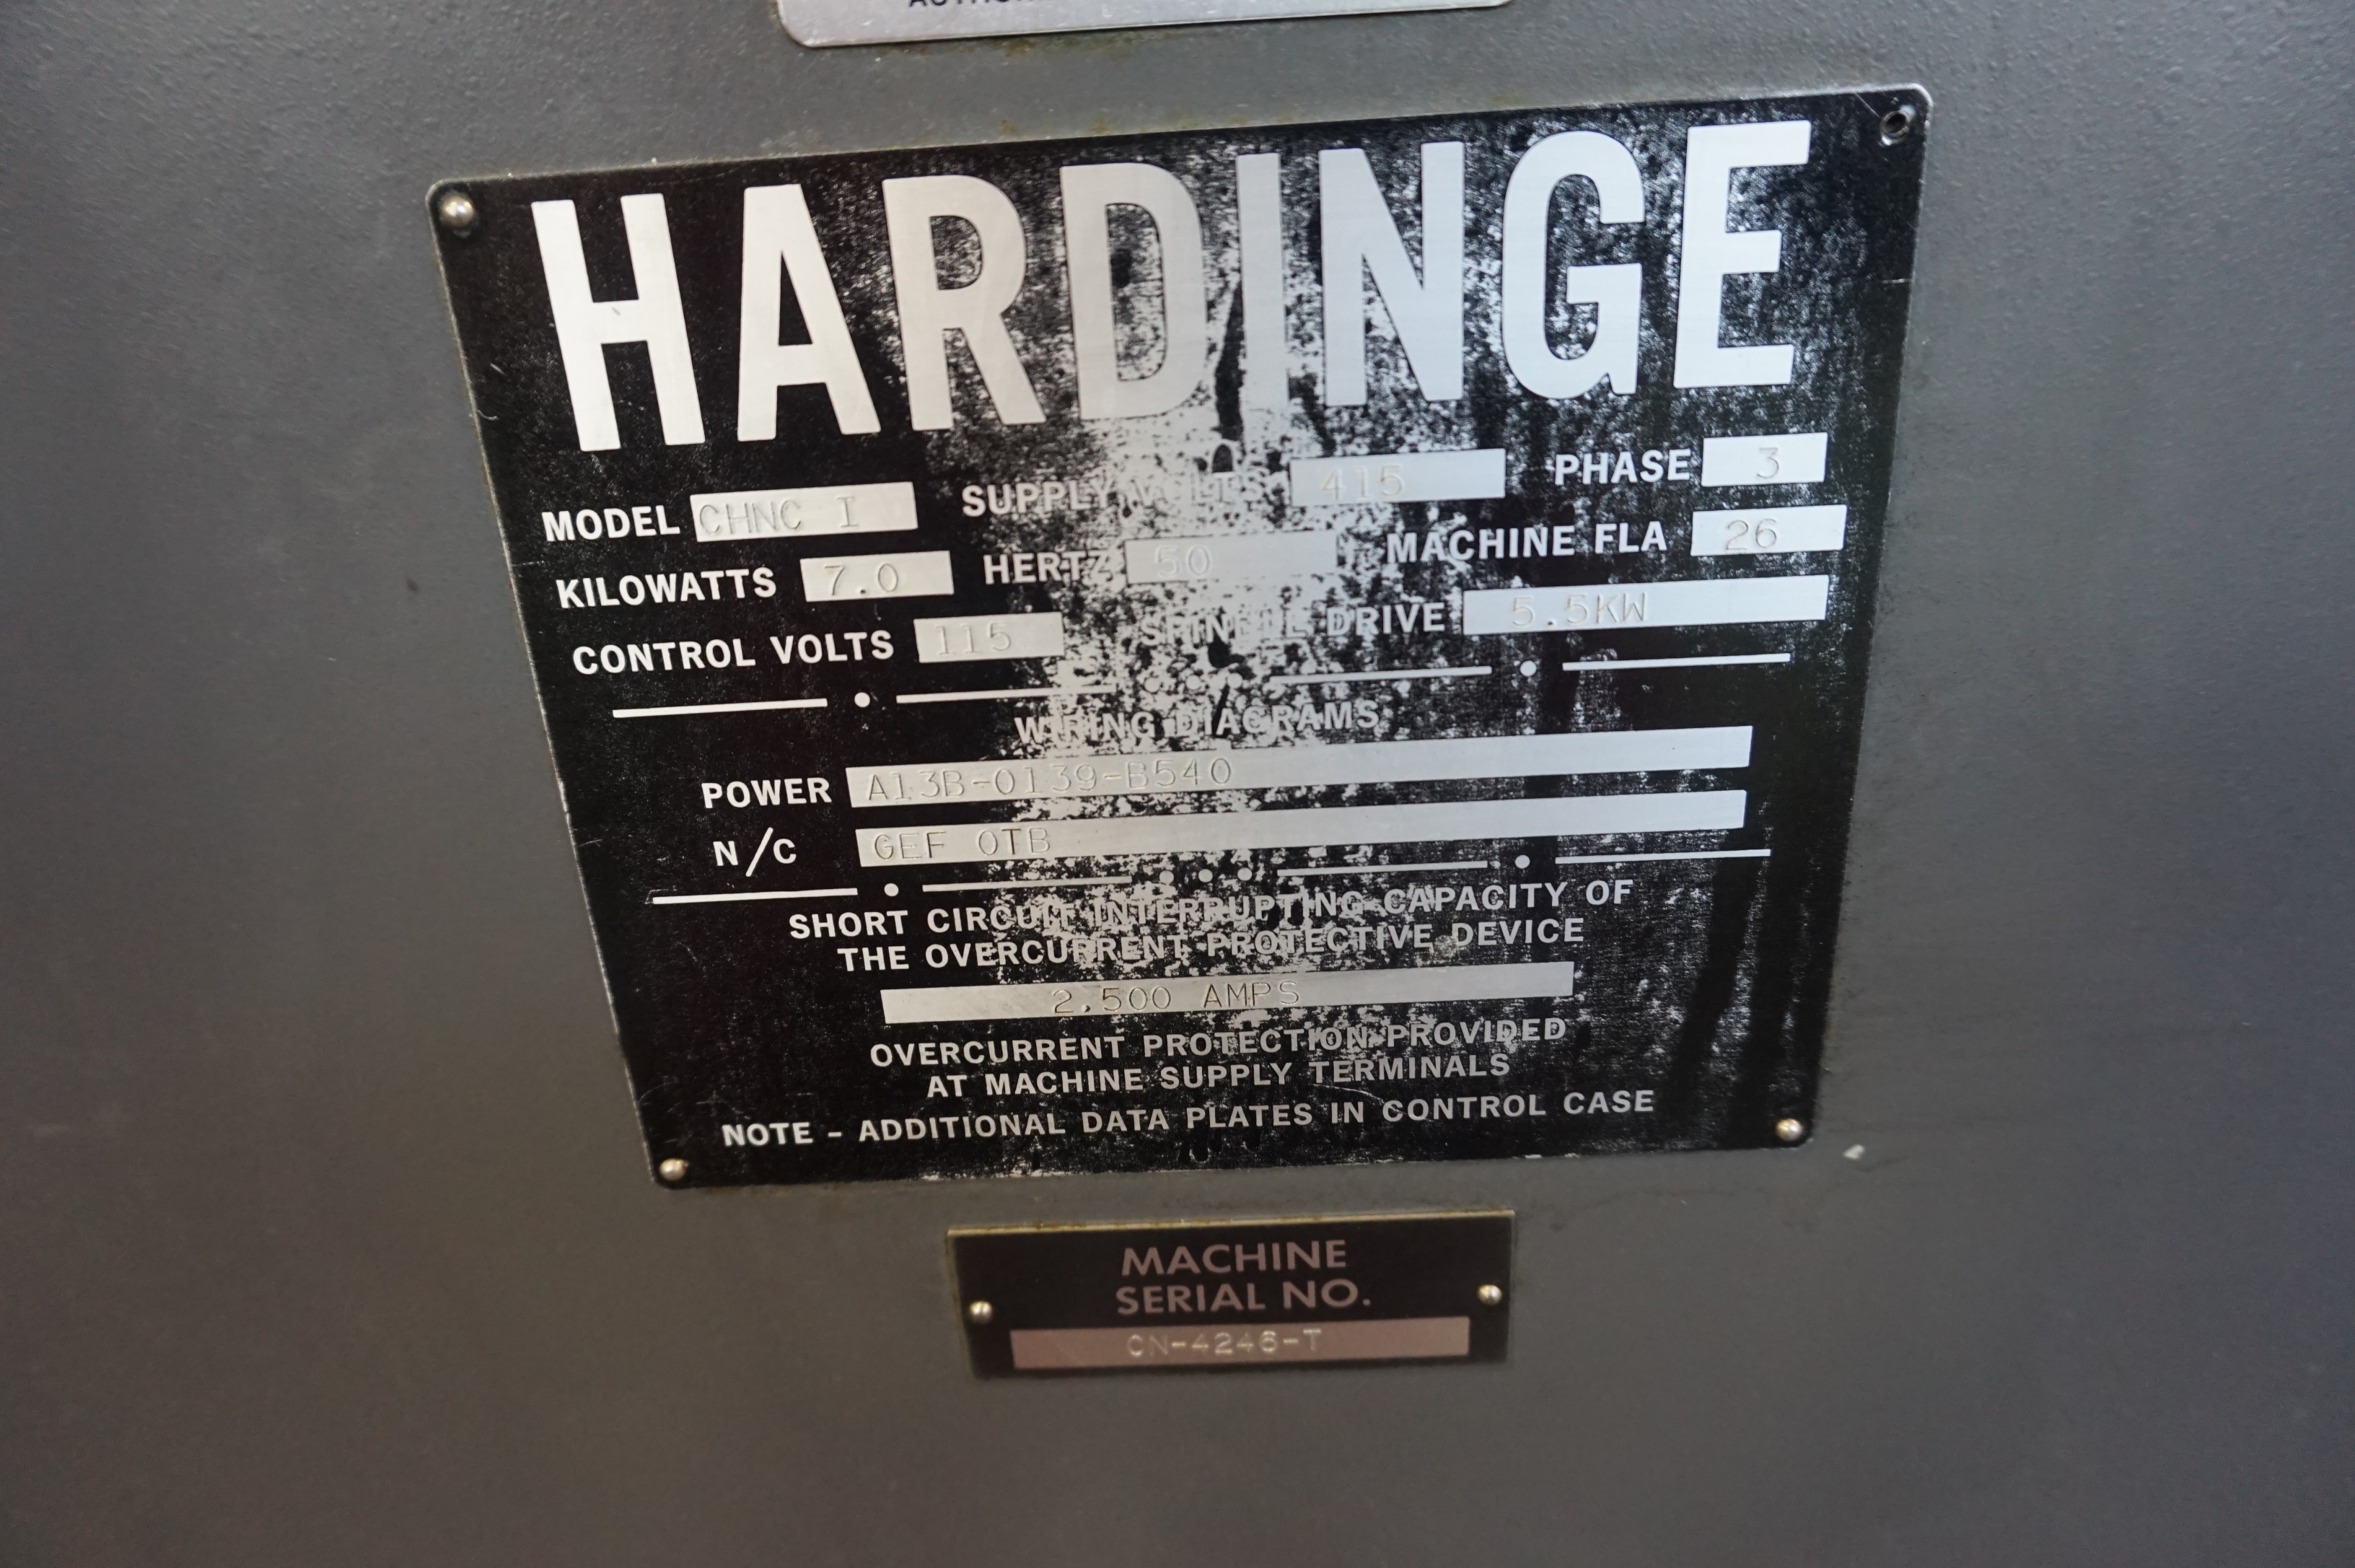 HARDINGE
MODEL CHNC I SUPPLY VOLTS 415 PHASE 3
KILOWATTS 7.0 HERTZ 50 MACHINE FLA 26
CONTROL VOLTS 115 SPINDLE DRIVE 5.5KW
WIRING DIAGRAMS
POWER A13B-0139-B540
N/C GEF OTB
SHORT CIRCUIT INTERRUPTING CAPACITY OF
THE OVERCURRENT PROTECTIVE DEVICE
2,500 AMPS
OVERCURRENT PROTECTION PROVIDED
AT MACHINE SUPPLY TERMINALS
NOTE - ADDITIONAL DATA PLATES IN CONTROL CASE
MACHINE
SERIAL NO.
CN-4246-T